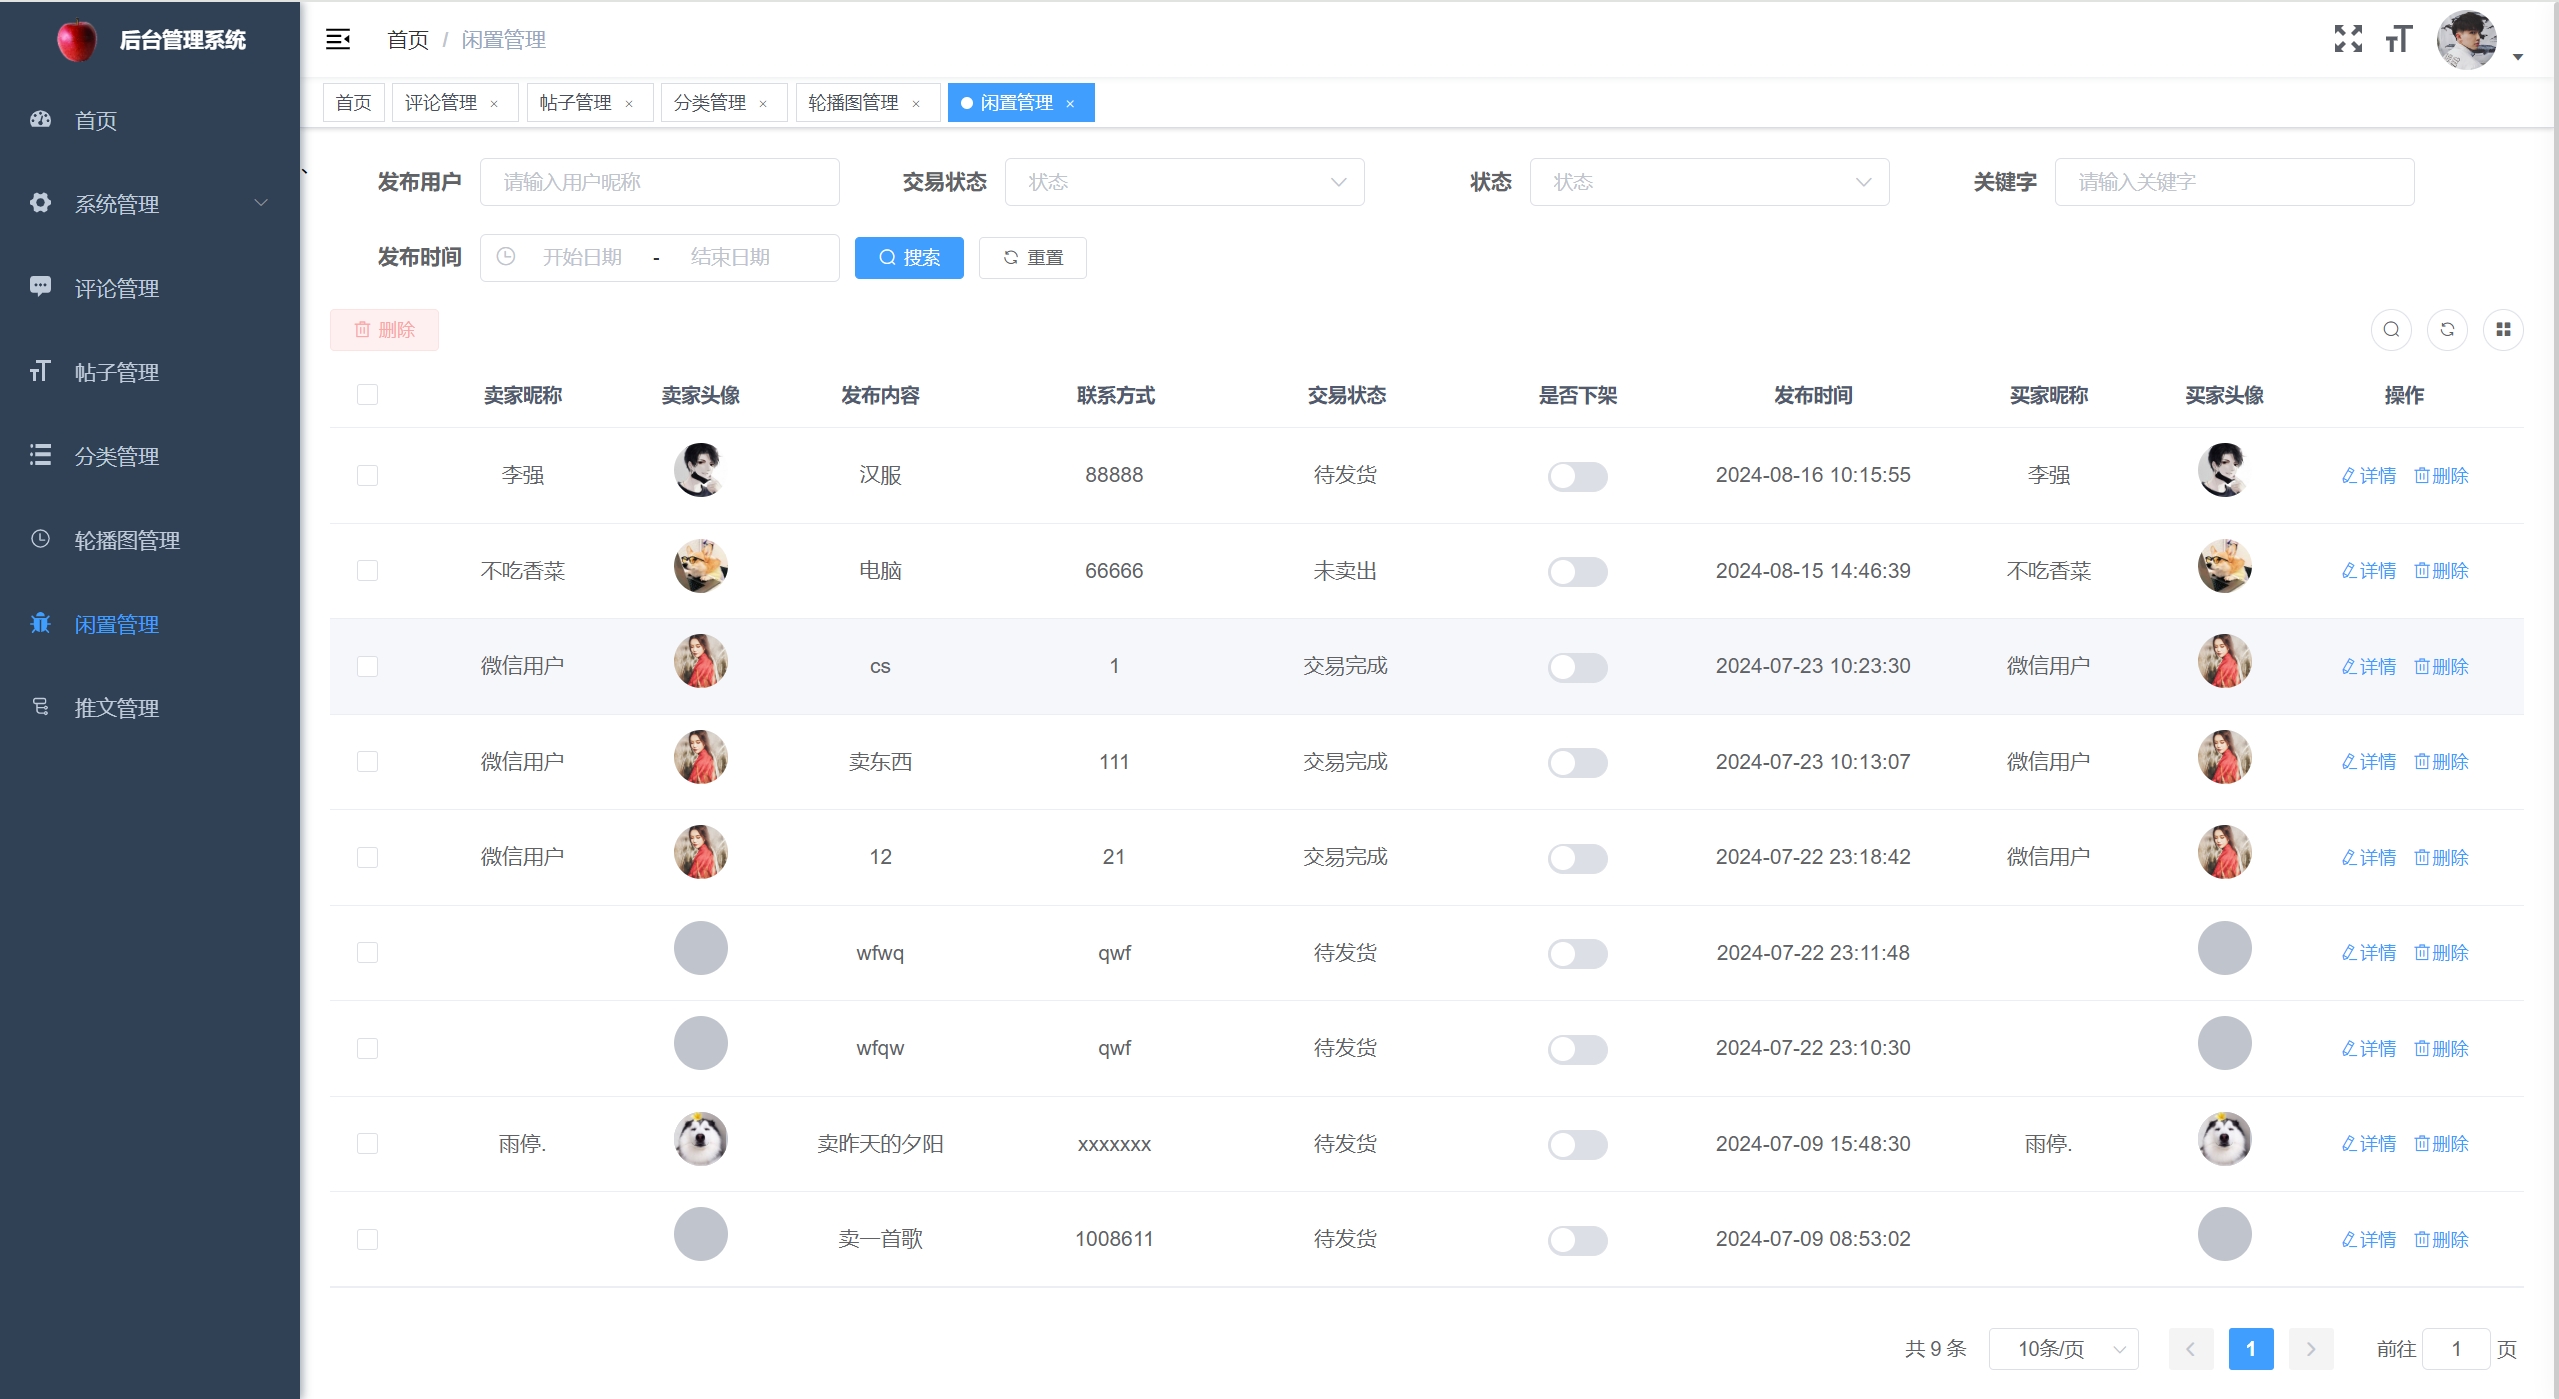 后台管理系统
首页 / 闲置管理
首页 评论管理 × 帖子管理 × 分类管理 × 轮播图管理 × 闲置管理 ×
首页
系统管理
评论管理
帖子管理
分类管理
轮播图管理
闲置管理
推文管理
发布用户 请输入用户昵称 交易状态 状态 状态 状态 关键字 请输入关键字
发布时间 开始日期 - 结束日期 搜索 重置
删除
卖家昵称 卖家头像 发布内容 联系方式 交易状态 是否下架 发布时间 买家昵称 买家头像 操作
李强 汉服 88888 待发货 2024-08-16 10:15:55 李强 详情 删除
不吃香菜 电脑 66666 未卖出 2024-08-15 14:46:39 不吃香菜 详情 删除
微信用户 cs 1 交易完成 2024-07-23 10:23:30 微信用户 详情 删除
微信用户 卖东西 111 交易完成 2024-07-23 10:13:07 微信用户 详情 删除
微信用户 12 21 交易完成 2024-07-22 23:18:42 微信用户 详情 删除
wfwq qwf 待发货 2024-07-22 23:11:48 详情 删除
wfqw qwf 待发货 2024-07-22 23:10:30 详情 删除
雨停. 卖昨天的夕阳 xxxxxxx 待发货 2024-07-09 15:48:30 雨停. 详情 删除
卖一首歌 1008611 待发货 2024-07-09 08:53:02 详情 删除
共 9 条 10条/页 1 前往 1 页